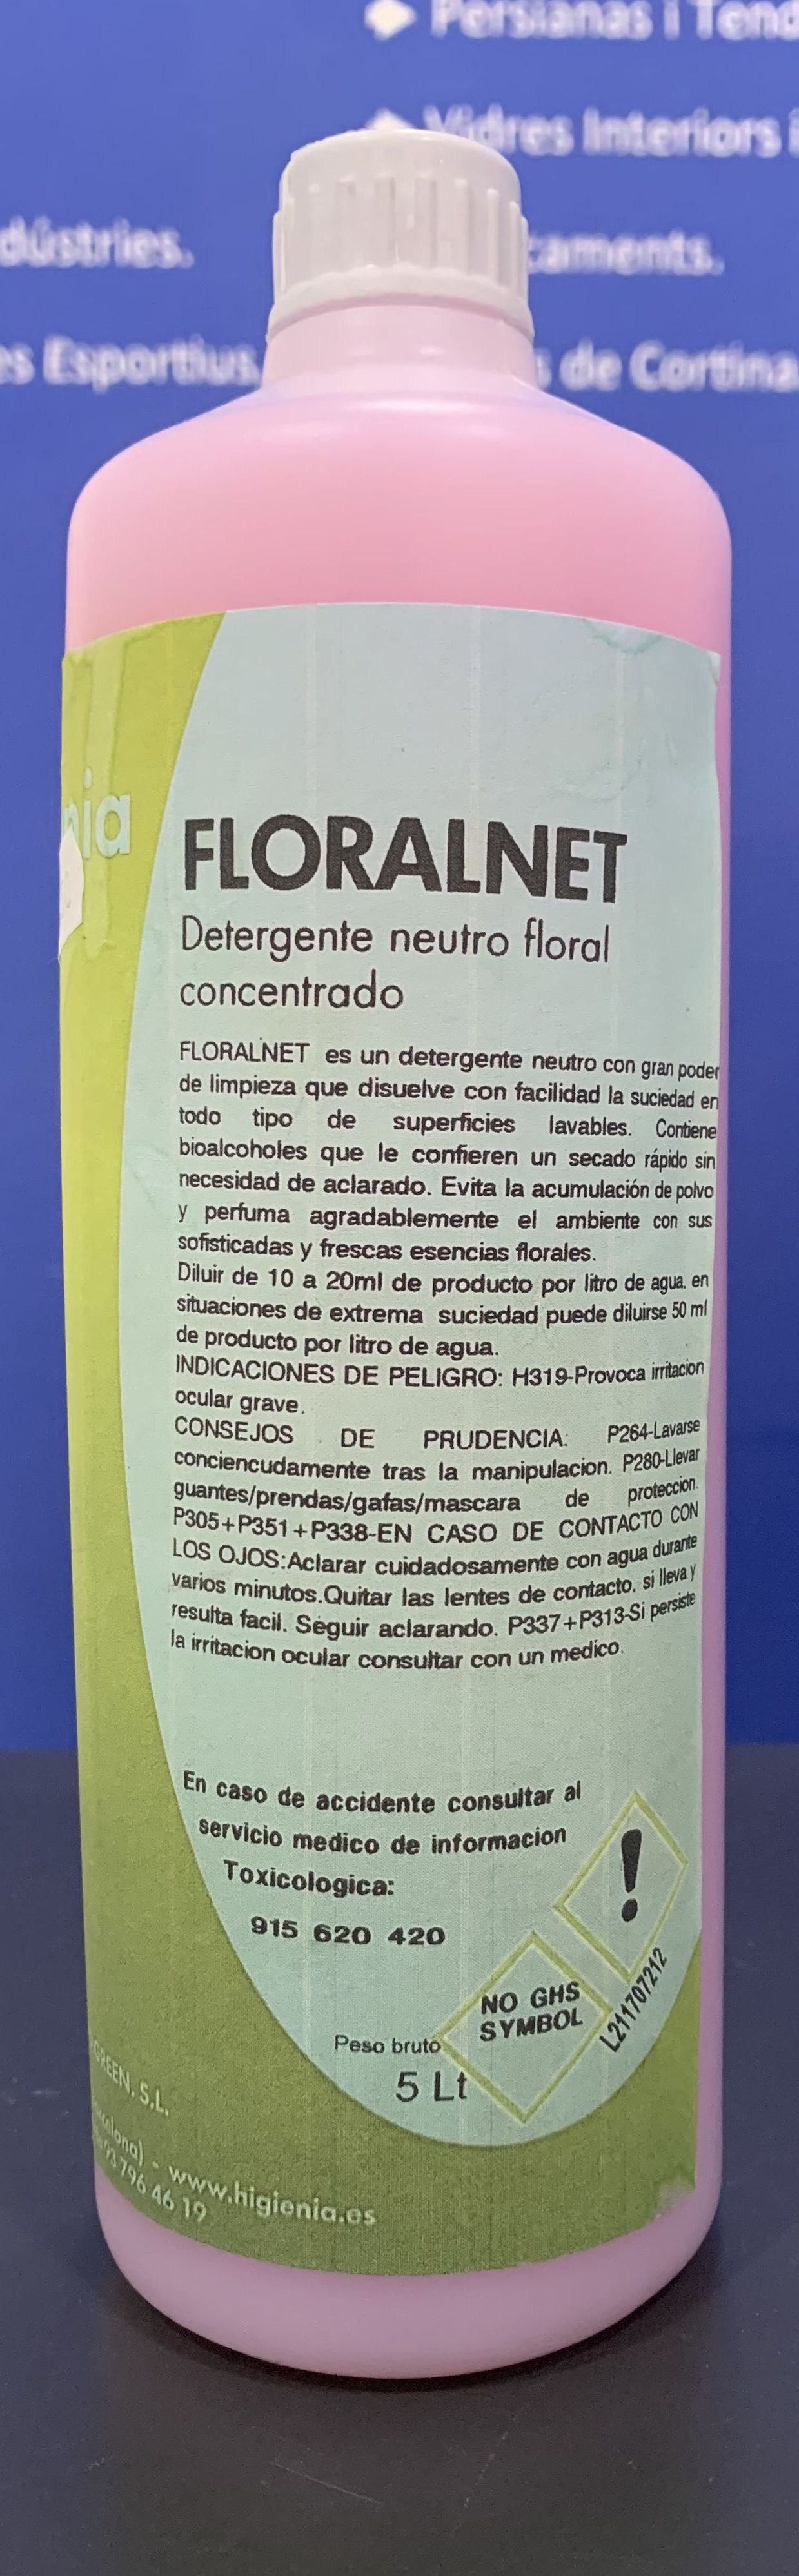 Persianas i Tend
Vidres Interiors i
dústries.
caments.
es Esportius,
s de Cortina
nia
FLORALNET
Detergente neutro floral
concentrado
FLORALNET es un detergente neutro con gran poder
de limpieza que disuelve con facilidad la suciedad en
todo tipo de superficies lavables. Contiene
bioalcoholes que le confieren un secado rápido sin
necesidad de aclarado. Evita la acumulación de polvo
y perfuma agradablemente el ambiente con sus
sofisticadas y frescas esencias florales.
Diluir de 10 a 20ml de producto por litro de agua, en
situaciones de extrema suciedad puede diluirse 50 ml
de producto por litro de agua.
INDICACIONES DE PELIGRO: H319-Provoca irritacion
ocular grave.
CONSEJOS DE PRUDENCIA: P264-Lavarse
conciencudamente tras la manipulacion. P280-Llevar
guantes/prendas/gafas/mascara de proteccion.
P305+P351+P338-EN CASO DE CONTACTO CON
LOS OJOS:Aclarar cuidadosamente con agua durante
varios minutos.Quitar las lentes de contacto, si lleva y
resulta facil. Seguir aclarando. P337+P313-Si persiste
la irritacion ocular consultar con un medico.
En caso de accidente consultar al
servicio medico de informacion
Toxicologica:
915 620 420
!
NO GHS
SYMBOL
L211707212
Peso bruto
5 Lt
GREEN, S.L.
- www.higienia.es
93 796 46 19